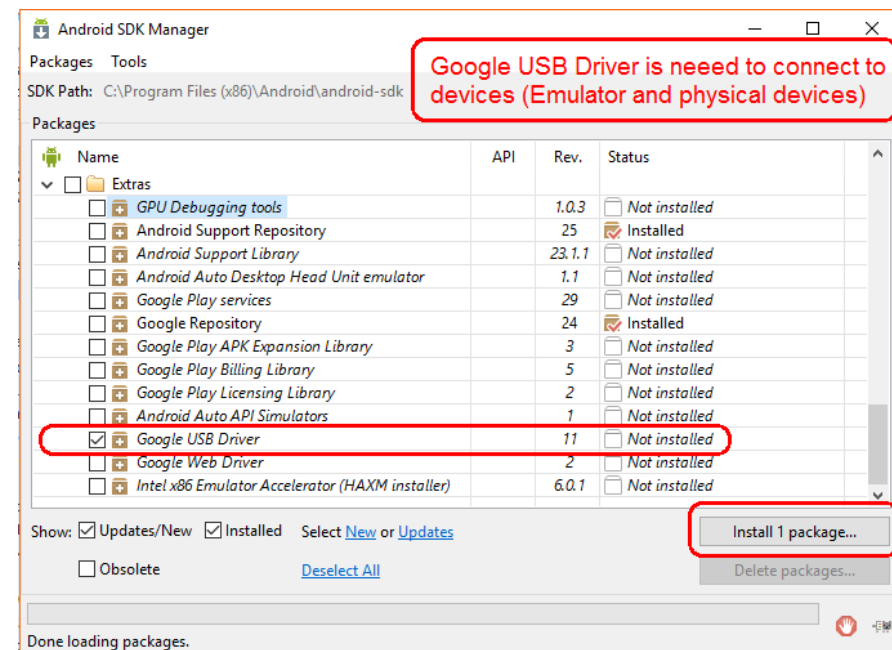 Android SDK Manager
Packages Tools
Google USB Driver is neeed to connect to
devices (Emulator and physical devices)
SDK Path: C:\Program Files (x86)\Android\android-sdk
Packages
Name API Rev. Status
Extras
GPU Debugging tools 1.0.3 Not installed
Android Support Repository 25 Installed
Android Support Library 23.1.1 Not installed
Android Auto Desktop Head Unit emulator 1.1 Not installed
Google Play services 29 Not installed
Google Repository 24 Installed
Google Play APK Expansion Library 3 Not installed
Google Play Billing Library 5 Not installed
Google Play Licensing Library 2 Not installed
Android Auto API Simulators 1 Not installed
Google USB Driver 11 Not installed
Google Web Driver 2 Not installed
Intel x86 Emulator Accelerator (HAXM installer) 6.0.1 Not installed
Show: Updates/New Installed Select New or Updates Install 1 package...
Obsolete Deselect All Delete packages...
Done loading packages.